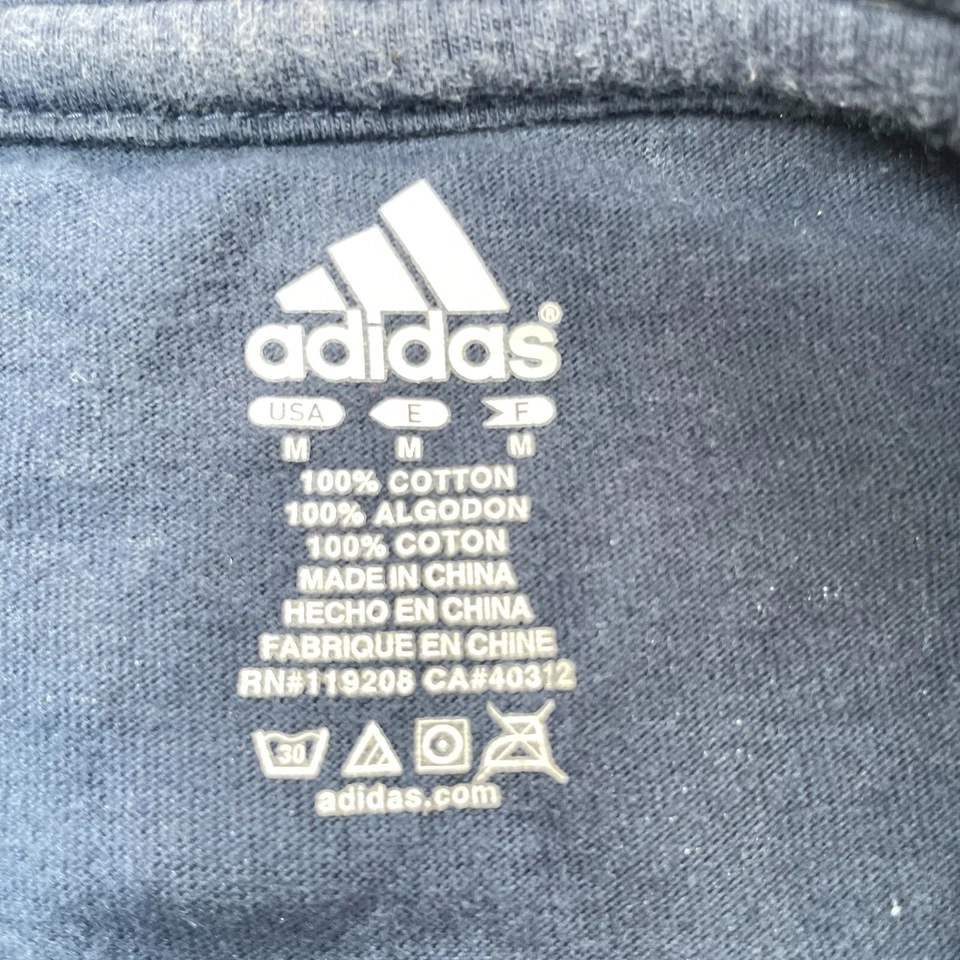 adidas®
USA E F
M M M
100% COTTON
100% ALGODON
100% COTON
MADE IN CHINA
HECHO EN CHINA
FABRIQUE EN CHINE
RN#119208 CA#40312
30
adidas.com